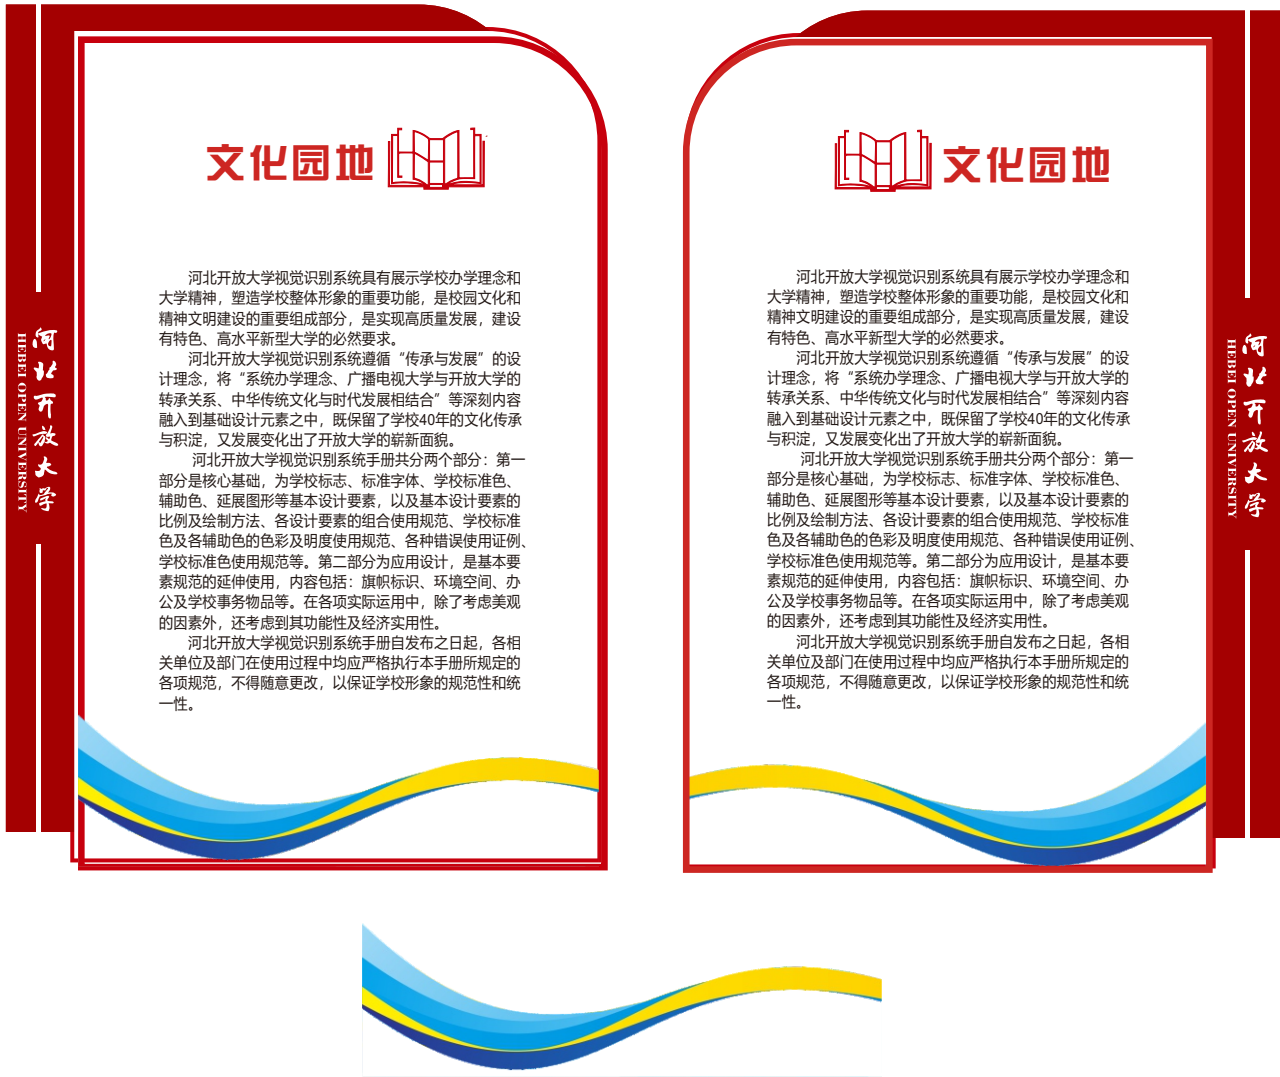 河北开放大学
HEBEI OPEN UNIVERSITY
文化园地
河北开放大学视觉识别系统具有展示学校办学理念和
大学精神，塑造学校整体形象的重要功能，是校园文化和
精神文明建设的重要组成部分，是实现高质量发展，建设
有特色、高水平新型大学的必然要求。
河北开放大学视觉识别系统遵循“传承与发展”的设
计理念，将“系统办学理念、广播电视大学与开放大学的
转承关系、中华传统文化与时代发展相结合”等深刻内容
融入到基础设计元素之中，既保留了学校40年的文化传承
与积淀，又发展变化出了开放大学的崭新面貌。
河北开放大学视觉识别系统手册共分两个部分：第一
部分是核心基础，为学校标志、标准字体、学校标准色、
辅助色、延展图形等基本设计要素，以及基本设计要素的
比例及绘制方法、各设计要素的组合使用规范、学校标准
色及各辅助色的色彩及明度使用规范、各种错误使用证例、
学校标准色使用规范等。第二部分为应用设计，是基本要
素规范的延伸使用，内容包括：旗帜标识、环境空间、办
公及学校事务物品等。在各项实际运用中，除了考虑美观
的因素外，还考虑到其功能性及经济实用性。
河北开放大学视觉识别系统手册自发布之日起，各相
关单位及部门在使用过程中均应严格执行本手册所规定的
各项规范，不得随意更改，以保证学校形象的规范性和统
一性。
文化园地
河北开放大学视觉识别系统具有展示学校办学理念和
大学精神，塑造学校整体形象的重要功能，是校园文化和
精神文明建设的重要组成部分，是实现高质量发展，建设
有特色、高水平新型大学的必然要求。
河北开放大学视觉识别系统遵循“传承与发展”的设
计理念，将“系统办学理念、广播电视大学与开放大学的
转承关系、中华传统文化与时代发展相结合”等深刻内容
融入到基础设计元素之中，既保留了学校40年的文化传承
与积淀，又发展变化出了开放大学的崭新面貌。
河北开放大学视觉识别系统手册共分两个部分：第一
部分是核心基础，为学校标志、标准字体、学校标准色、
辅助色、延展图形等基本设计要素，以及基本设计要素的
比例及绘制方法、各设计要素的组合使用规范、学校标准
色及各辅助色的色彩及明度使用规范、各种错误使用证例、
学校标准色使用规范等。第二部分为应用设计，是基本要
素规范的延伸使用，内容包括：旗帜标识、环境空间、办
公及学校事务物品等。在各项实际运用中，除了考虑美观
的因素外，还考虑到其功能性及经济实用性。
河北开放大学视觉识别系统手册自发布之日起，各相
关单位及部门在使用过程中均应严格执行本手册所规定的
各项规范，不得随意更改，以保证学校形象的规范性和统
一性。
河北开放大学
HEBEI OPEN UNIVERSITY